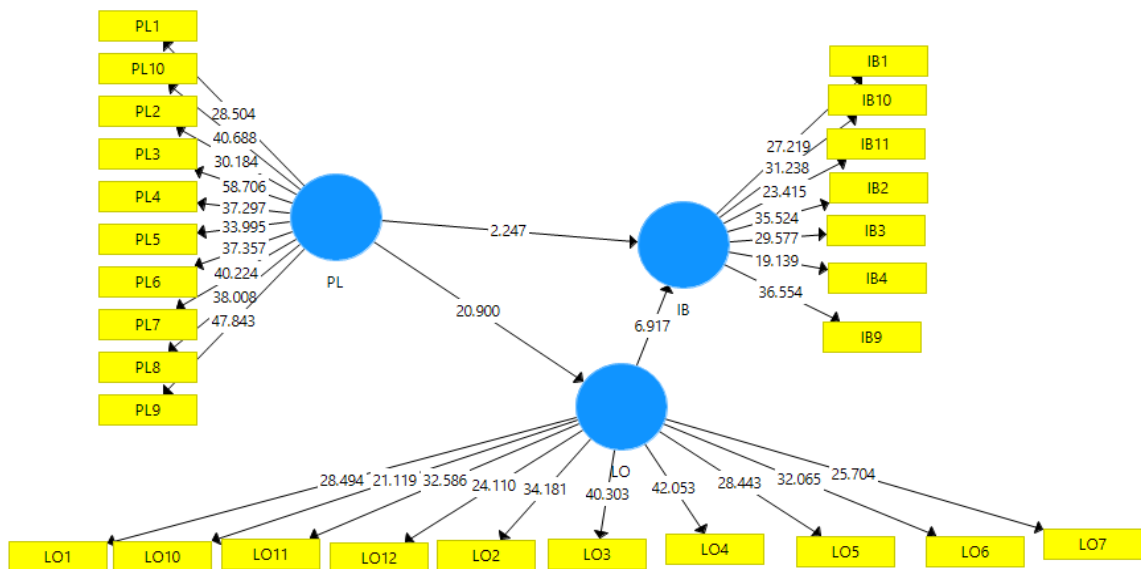 PL1
PL10
PL2
PL3
PL4
PL5
PL6
PL7
PL8
PL9
28.504
40.688
30.184
58.706
37.297
33.995
37.357
40.224
38.008
47.843
PL
2.247
20.900
6.917
IB
IB1
IB10
IB11
IB2
IB3
IB4
IB9
27.219
31.238
23.415
35.524
29.577
19.139
36.554
LO
28.494
21.119
32.586
24.110
34.181
40.303
42.053
28.443
32.065
25.704
LO1
LO10
LO11
LO12
LO2
LO3
LO4
LO5
LO6
LO7